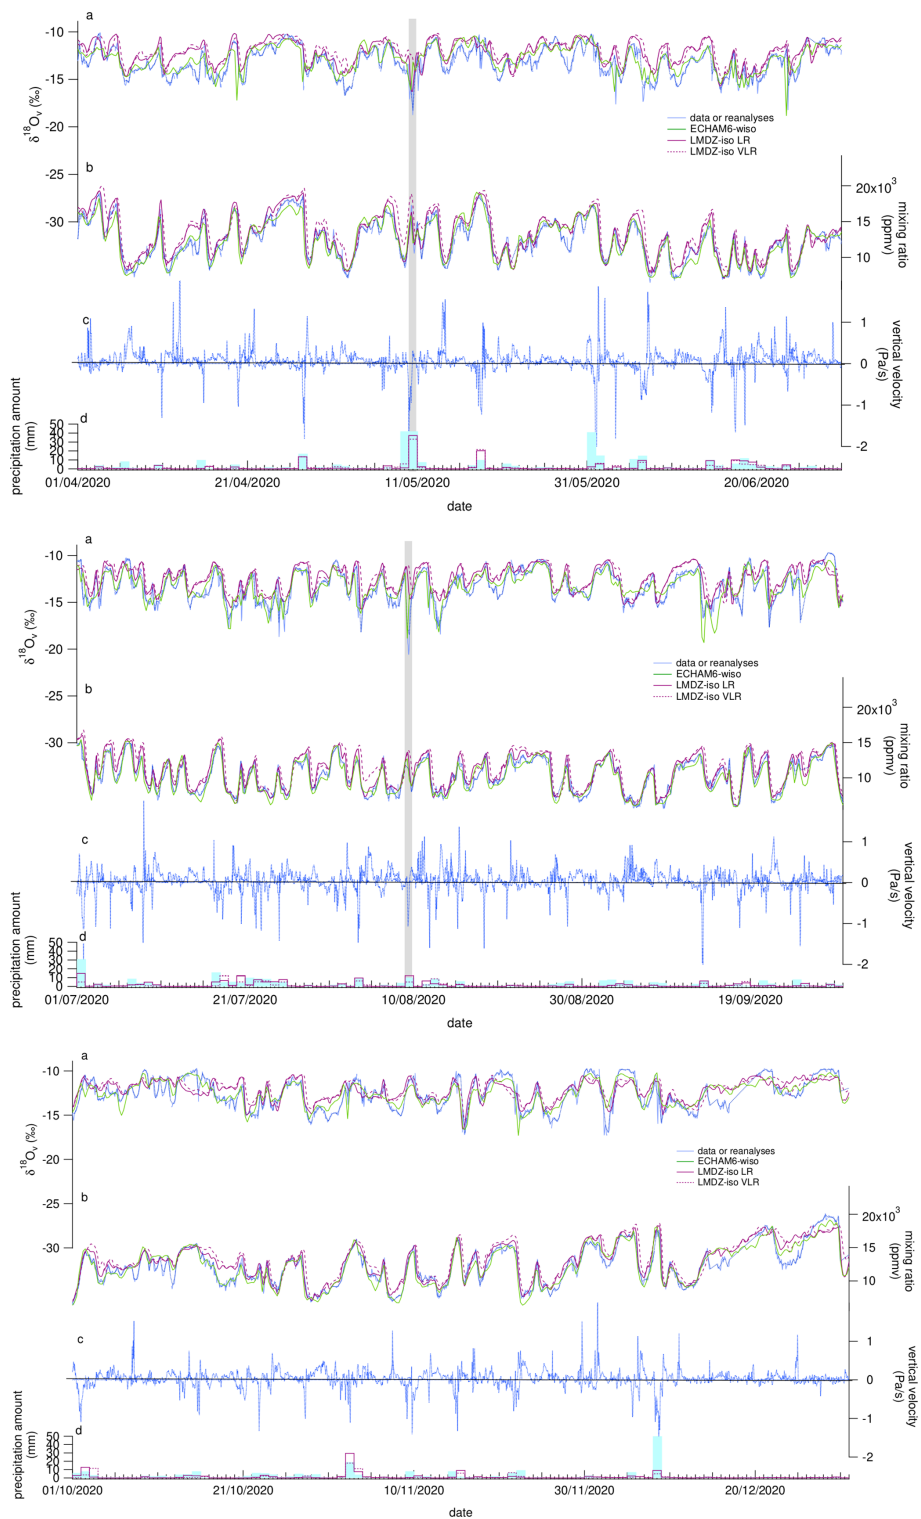 a
-10
-15
-20
-25
-30
δ18Ov (‰)
data or reanalyses
ECHAM6-wiso
LMDZ-iso LR
LMDZ-iso VLR
b
20x103
15
10
mixing ratio
(ppmv)
c
1
0
-1
-2
vertical velocity
(Pa/s)
d
50
40
30
20
10
0
precipitation amount
(mm)
01/04/2020 21/04/2020 11/05/2020 31/05/2020 20/06/2020
date
a
-10
-15
-20
-25
-30
δ18Ov (‰)
data or reanalyses
ECHAM6-wiso
LMDZ-iso LR
LMDZ-iso VLR
b
20x103
15
10
mixing ratio
(ppmv)
c
1
0
-1
-2
vertical velocity
(Pa/s)
d
50
40
30
20
10
0
precipitation amount
(mm)
01/07/2020 21/07/2020 10/08/2020 30/08/2020 19/09/2020
date
a
-10
-15
-20
-25
-30
δ18Ov (‰)
data or reanalyses
ECHAM6-wiso
LMDZ-iso LR
LMDZ-iso VLR
b
20x103
15
10
mixing ratio
(ppmv)
c
1
0
-1
-2
vertical velocity
(Pa/s)
d
50
40
30
20
10
0
precipitation amount
(mm)
01/10/2020 21/10/2020 10/11/2020 30/11/2020 20/12/2020
date